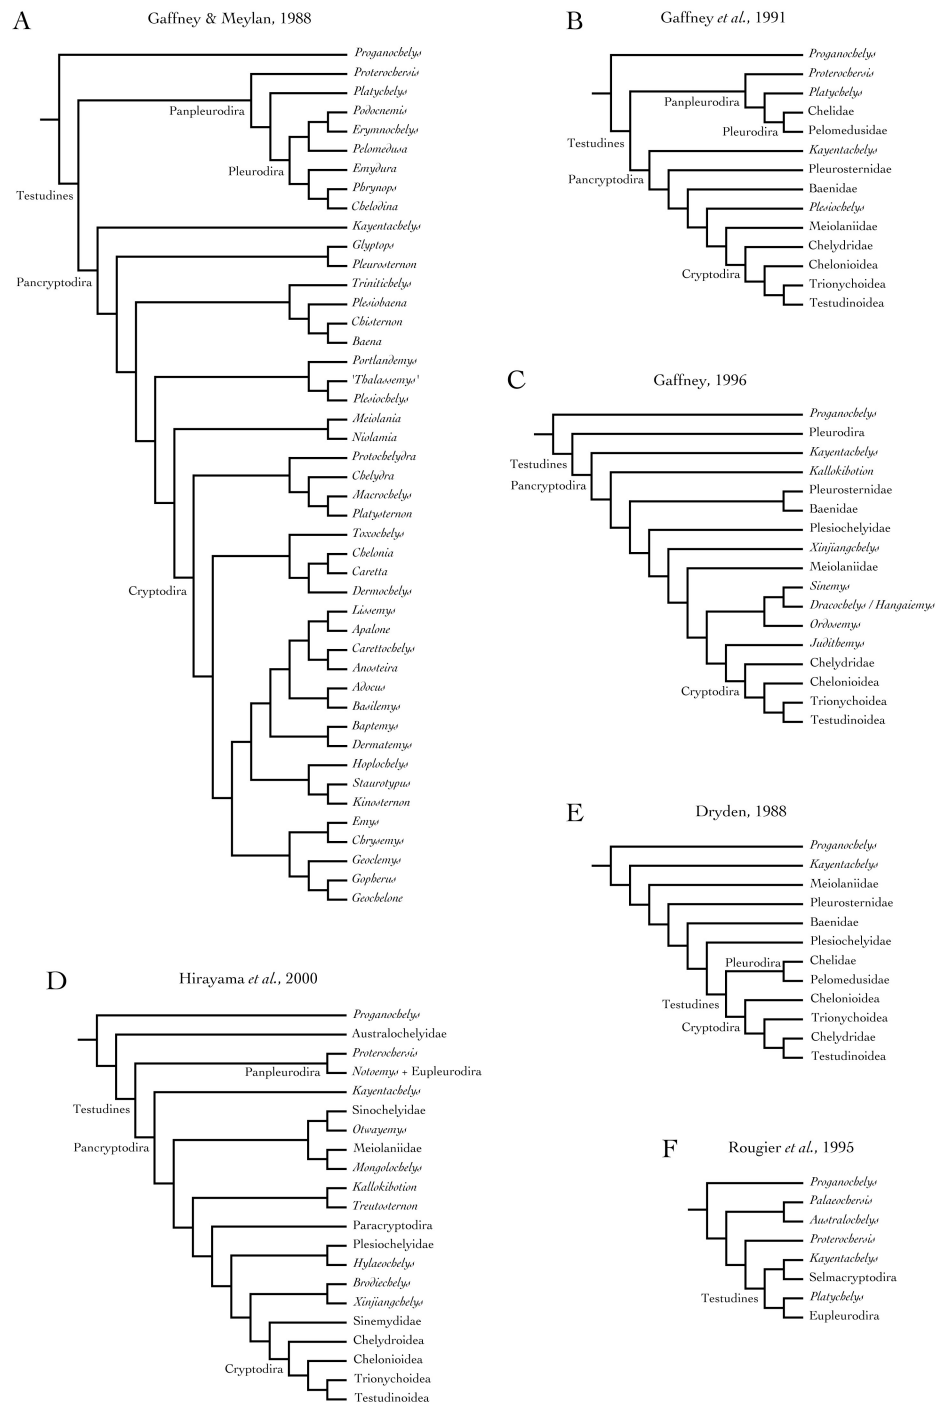 A
Gaffney & Meylan, 1988
Proganochelys
Proterochersis
Platychelys
Panpleurodira
Podocnemis
Erymnochelys
Pelomedusa
Emydura
Pleurodira
Phrynops
Testudines
Chelodina
Kayentachelys
Glyptops
Pleurosternon
Pancryptodira
Trinitichelys
Plesiobaena
Chisternon
Baena
Portlandemys
'Thalassemys'
Plesiochelys
Meiolania
Niolamia
Protochelydra
Chelydra
Macrochelys
Platysternon
Toxochelys
Chelonia
Caretta
Cryptodira
Dermochelys
Lissemys
Apalone
Carettochelys
Anosteira
Adocus
Basilemys
Baptemys
Dermatemys
Hoplochelys
Staurotypus
Kinosternon
Emys
Chrysemys
Geoclemys
Gopherus
Geochelone
B
Gaffney et al., 1991
Proganochelys
Proterochersis
Platychelys
Panpleurodira
Chelidae
Pleurodira
Pelomedusidae
Testudines
Kayentachelys
Pleurosternidae
Pancryptodira
Baenidae
Plesiochelys
Meiolaniidae
Chelydridae
Chelonioidea
Cryptodira
Trionychoidea
Testudinoidea
C
Gaffney, 1996
Proganochelys
Pleurodira
Kayentachelys
Testudines
Kallokibotion
Pancryptodira
Pleurosternidae
Baenidae
Plesiochelyidae
Xinjiangchelys
Meiolaniidae
Sinemys
Dracochelys / Hangaiemys
Ordosemys
Judithemys
Chelydridae
Chelonioidea
Cryptodira
Trionychoidea
Testudinoidea
D
Hirayama et al., 2000
Proganochelys
Australochelyidae
Proterochersis
Panpleurodira
Notoemys + Eupleurodira
Kayentachelys
Testudines
Sinochelyidae
Otwayemys
Pancryptodira
Meiolaniidae
Mongolochelys
Kallokibotion
Treutosternon
Paracryptodira
Plesiochelyidae
Hylaeochelys
Brodiechelys
Xinjiangchelys
Sinemydidae
Chelydroidea
Chelonioidea
Cryptodira
Trionychoidea
Testudinoidea
E
Dryden, 1988
Proganochelys
Kayentachelys
Meiolaniidae
Pleurosternidae
Baenidae
Plesiochelyidae
Pleurodira
Chelidae
Pelomedusidae
Testudines
Chelonioidea
Trionychoidea
Cryptodira
Chelydridae
Testudinoidea
F
Rougier et al., 1995
Proganochelys
Palaeochersis
Australochelys
Proterochersis
Kayentachelys
Selmacryptodira
Testudines
Platychelys
Eupleurodira